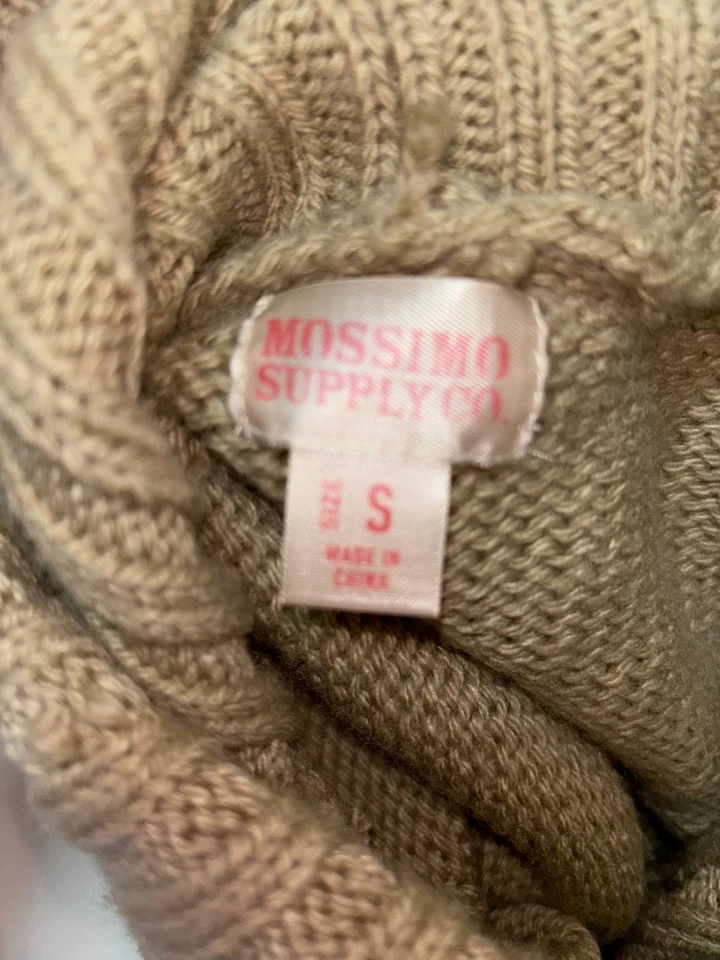 MOSSIMO
SUPPLY CO.
SIZE S
MADE IN
CHINA